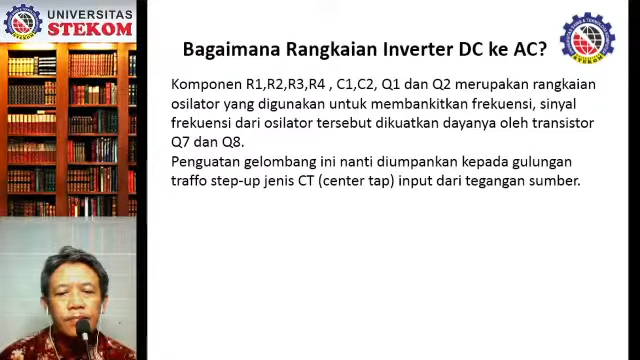 UNIVERSITAS
STEKOM
Bagaimana Rangkaian Inverter DC ke AC?
Komponen R1,R2,R3,R4 , C1,C2, Q1 dan Q2 merupakan rangkaian
osilator yang digunakan untuk membankitkan frekuensi, sinyal
frekuensi dari osilator tersebut dikuatkan dayanya oleh transistor
Q7 dan Q8.
Penguatan gelombang ini nanti diumpankan kepada gulungan
traffo step-up jenis CT (center tap) input dari tegangan sumber.